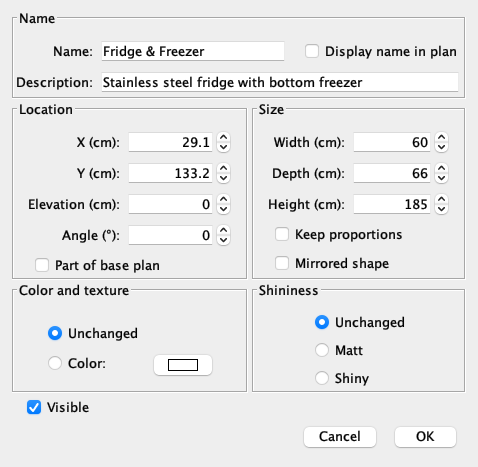 Name
Name: Fridge & Freezer Display name in plan
Description: Stainless steel fridge with bottom freezer
Location
X (cm): 29.1
Y (cm): 133.2
Elevation (cm): 0
Angle (°): 0
Part of base plan
Size
Width (cm): 60
Depth (cm): 66
Height (cm): 185
Keep proportions
Mirrored shape
Color and texture
Unchanged
Color:
Shininess
Unchanged
Matt
Shiny
Visible
Cancel OK